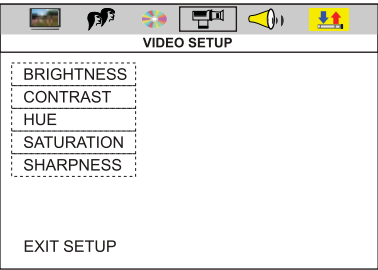 VIDEO SETUP
BRIGHTNESS
CONTRAST
HUE
SATURATION
SHARPNESS
EXIT SETUP